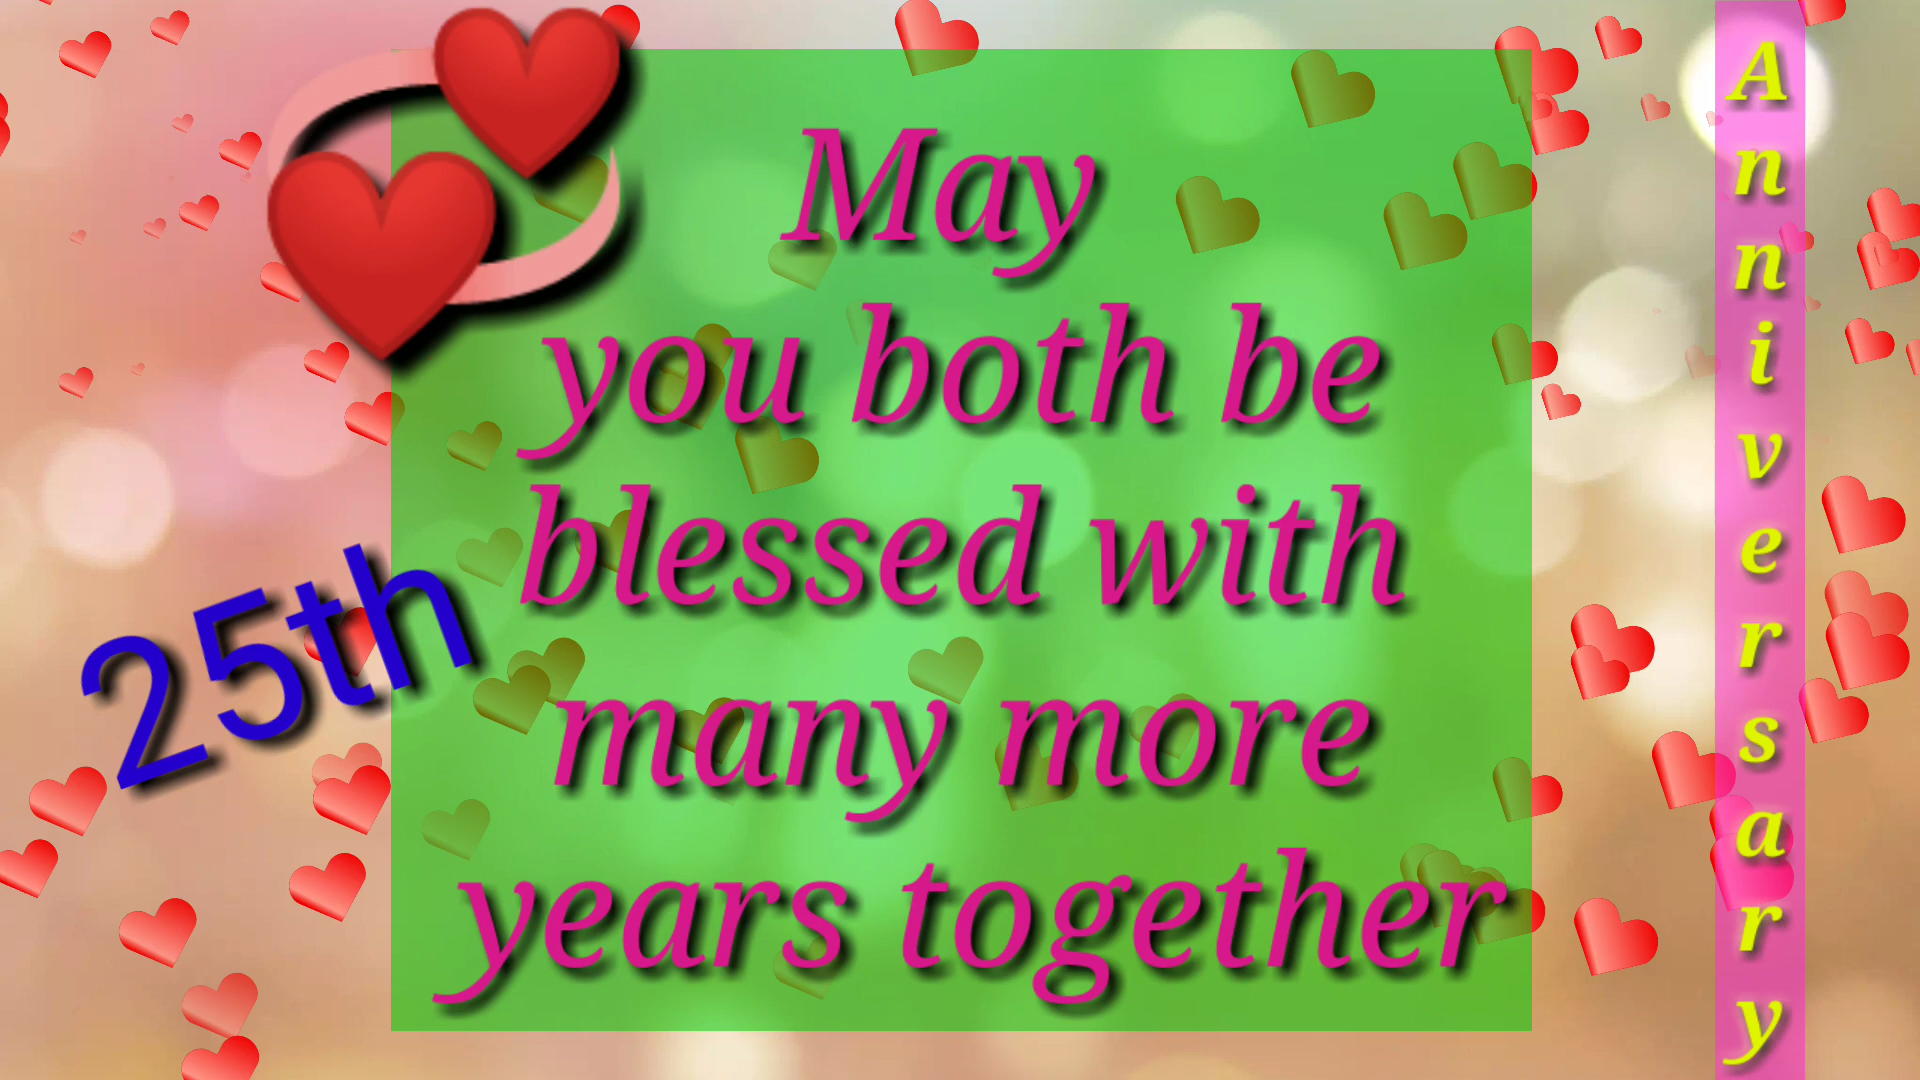 May
you both be
blessed with
many more
years together
25th
Anniversary